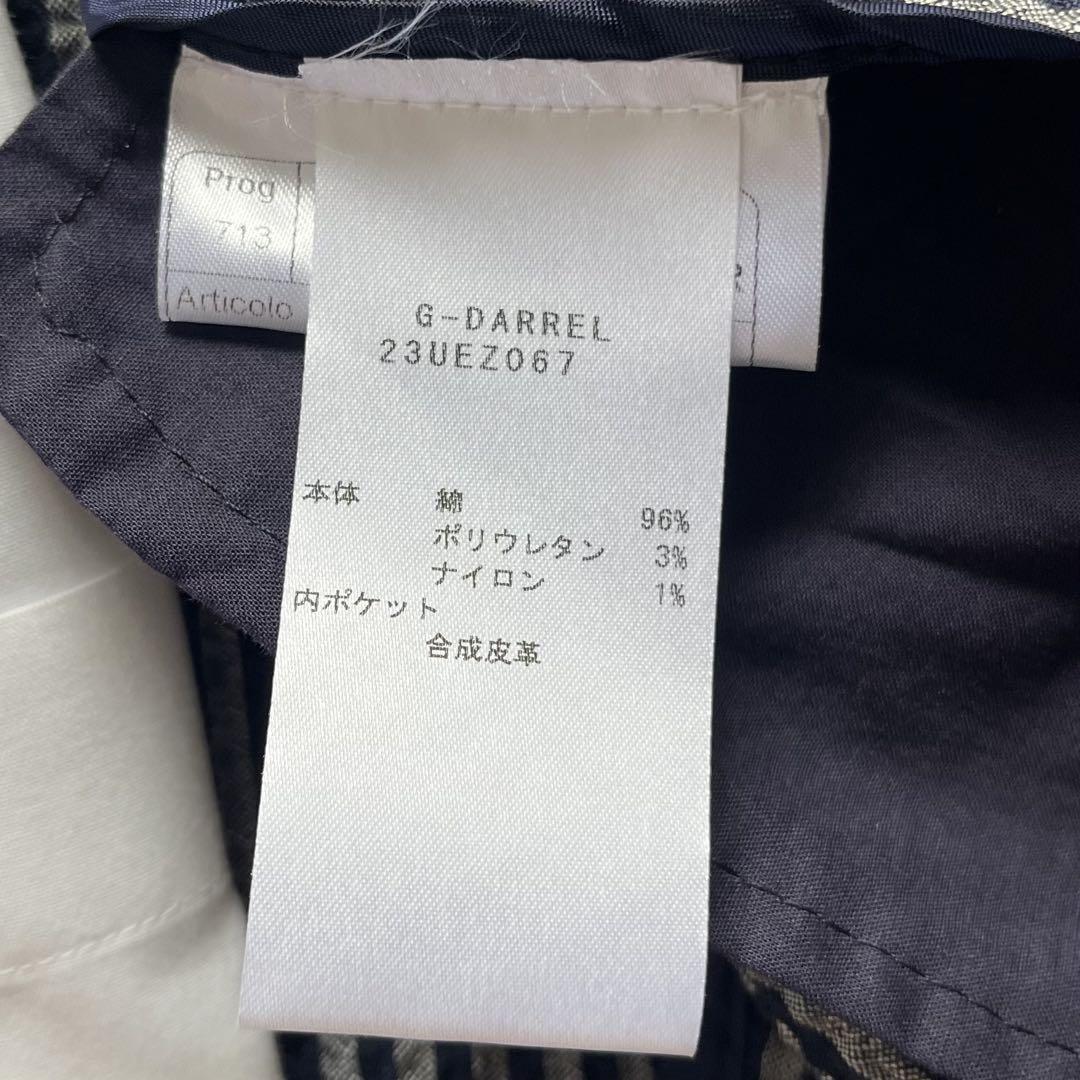 Prog
713
Articolo
G-DARREL
23UEZ067
本体 綿 96%
ポリウレタン 3%
ナイロン 1%
内ポケット
合成皮革